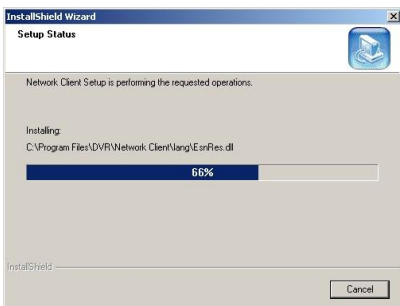 InstallShield Wizard
Setup Status
Network Client Setup is performing the requested operations.
Installing:
C:\Program Files\DVR\Network Client\lang\EsnRes.dll
66%
InstallShield
Cancel